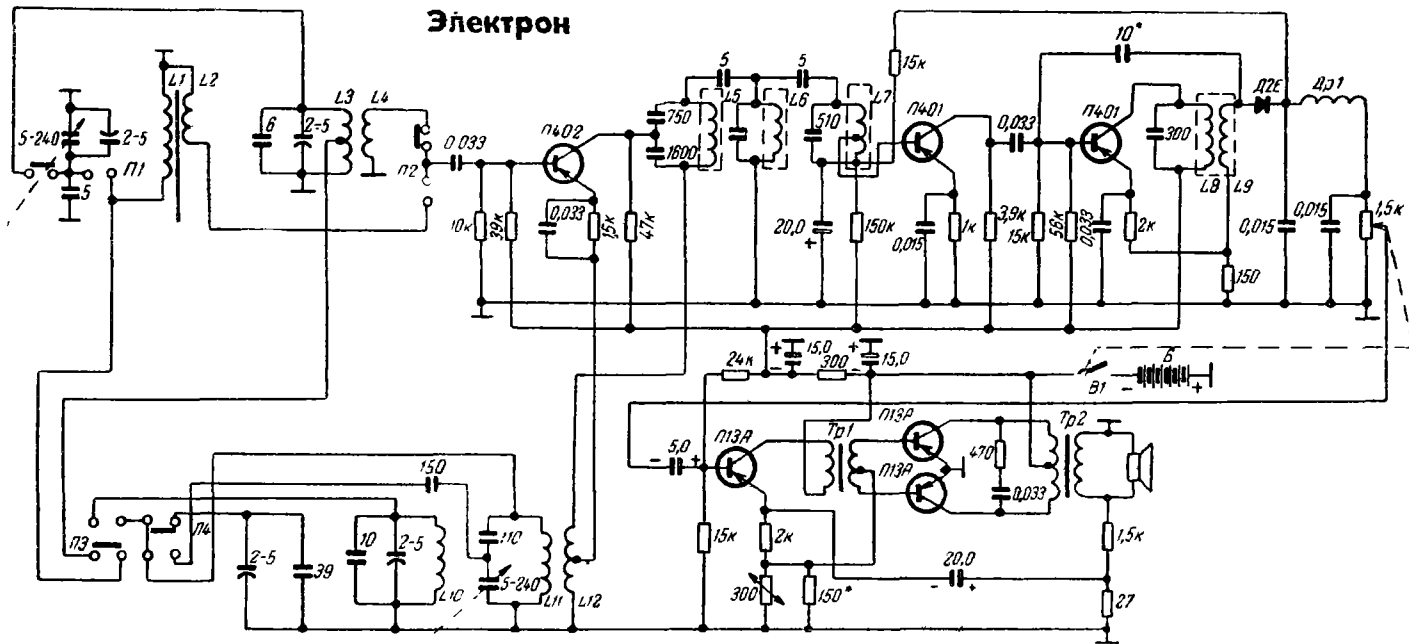 Электрон
L1
L2
5-240
2-5
П1
5
6
2-5
L3
L4
П2
0,033
10к
39к
П402
0,033
1,5к
47к
5
5
750
1600
L5
L6
510
L7
20,0
+
150к
15к
П401
0,015
1к
0,033
3,9к
15к
56к
10*
П401
0,033
2к
300
L8
L9
150
Д2Е
Др1
0,015
0,015
1,5к
24к
+
-
15,0
300
+
-
15,0
В1
Б
-
+
- 5,0 +
П13А
Тр1
П13А
П13А
470
0,033
Тр2
15к
2к
300
150*
20,0
- +
1,5к
27
П3
П4
150
2-5
39
10
2-5
L10
110
5-240
L11
L12